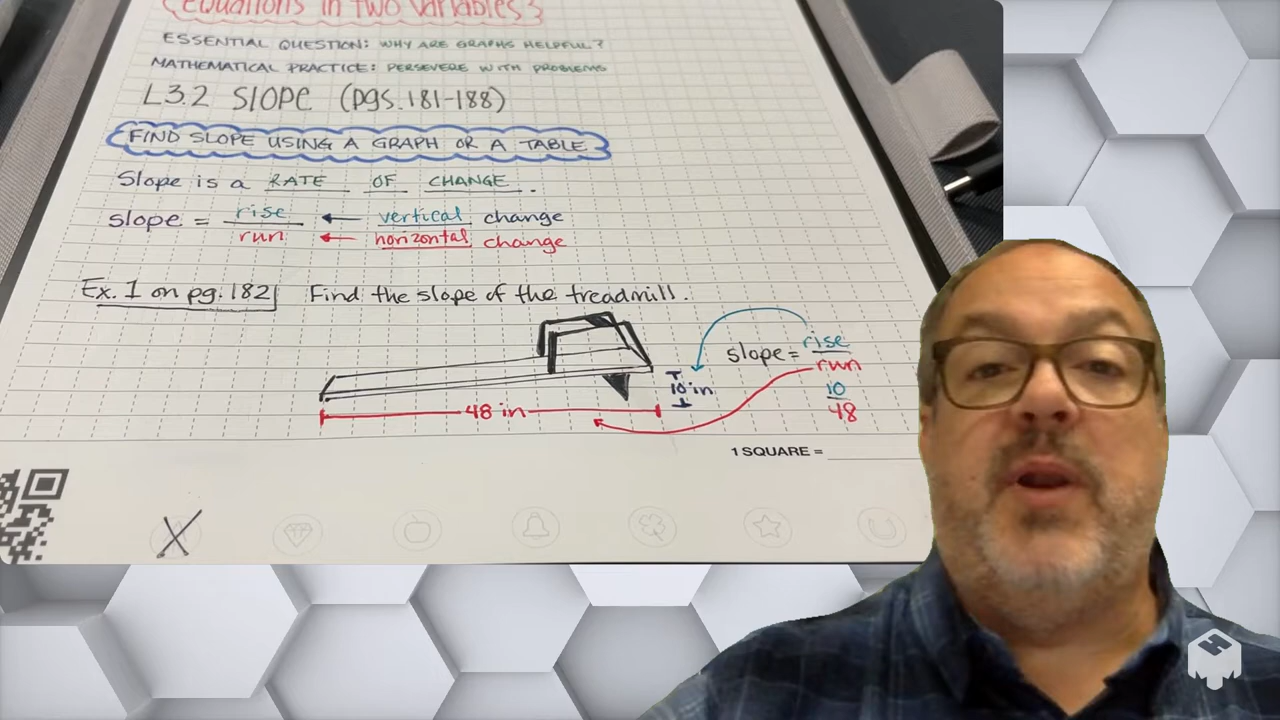 Equations in Two Variables
ESSENTIAL QUESTION: WHY ARE GRAPHS HELPFUL?
MATHEMATICAL PRACTICE: PERSEVERE WITH PROBLEMS
L3.2 SLOPE (pgs. 181-188)
FIND SLOPE USING A GRAPH OR A TABLE
Slope is a RATE OF CHANGE.
slope = rise ← vertical change
run ← horizontal change
Ex. 1 on pg. 182 Find the slope of the treadmill.
slope = rise
run
10 in
10
48
48 in
1 SQUARE =